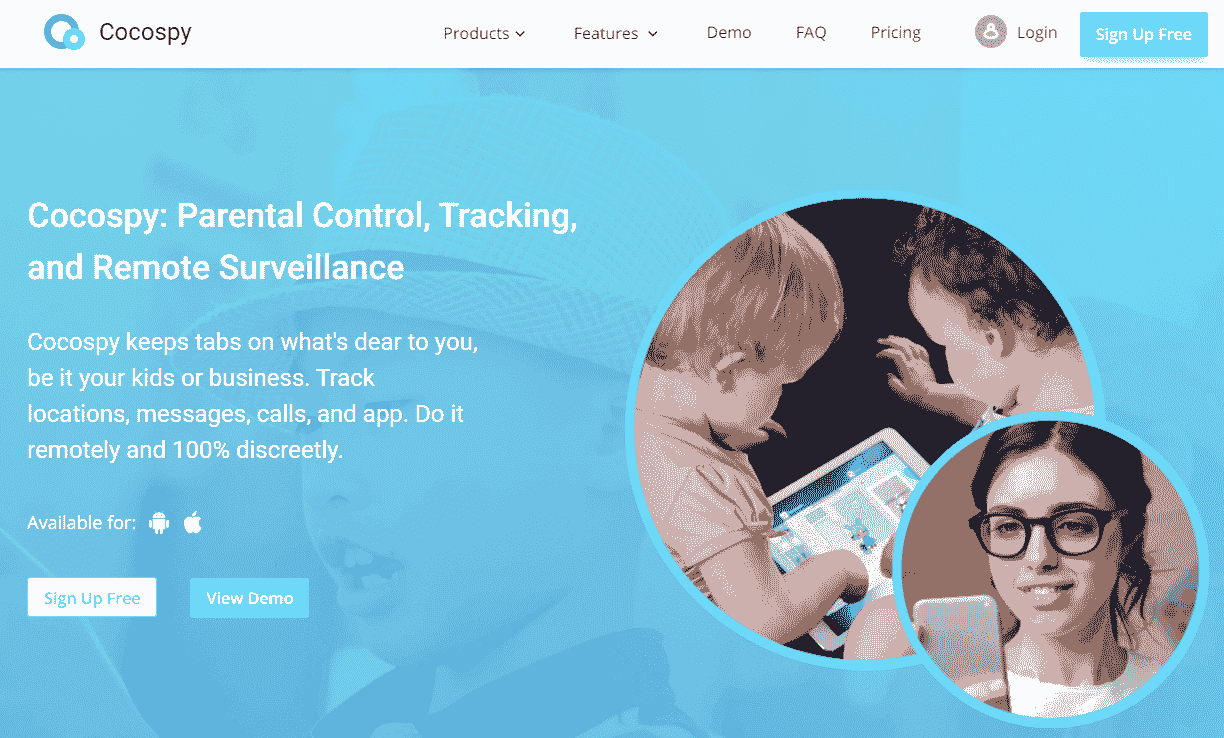 Cocospy
Products
Features
Demo
FAQ
Pricing
Login
Sign Up Free
Cocospy: Parental Control, Tracking,
and Remote Surveillance
Cocospy keeps tabs on what's dear to you,
be it your kids or business. Track
locations, messages, calls, and app. Do it
remotely and 100% discreetly.
Available for:
Sign Up Free
View Demo